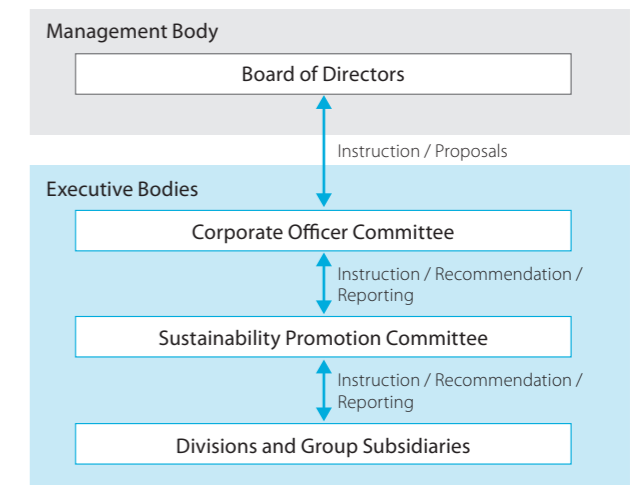 Management Body
Board of Directors
Instruction / Proposals
Executive Bodies
Corporate Officer Committee
Instruction / Recommendation /
Reporting
Sustainability Promotion Committee
Instruction / Recommendation /
Reporting
Divisions and Group Subsidiaries